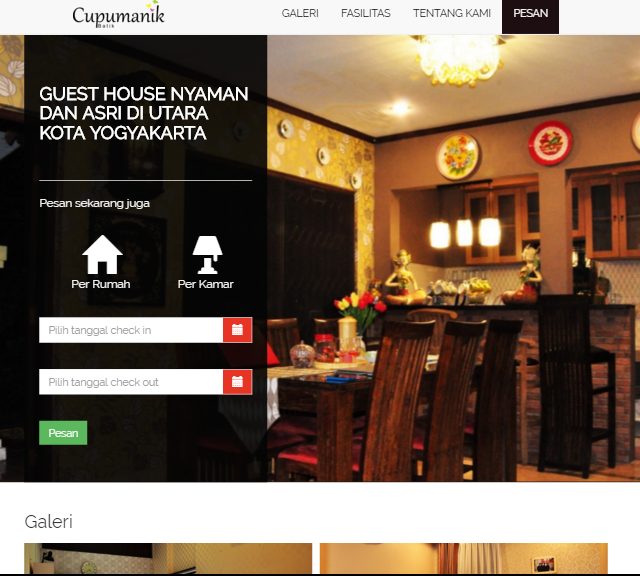 Cupumanik
Batik
GALERI FASILITAS TENTANG KAMI PESAN
GUEST HOUSE NYAMAN
DAN ASRI DI UTARA
KOTA YOGYAKARTA
Pesan sekarang juga
Per Rumah Per Kamar
Pilih tanggal check in
Pilih tanggal check out
Pesan
Galeri